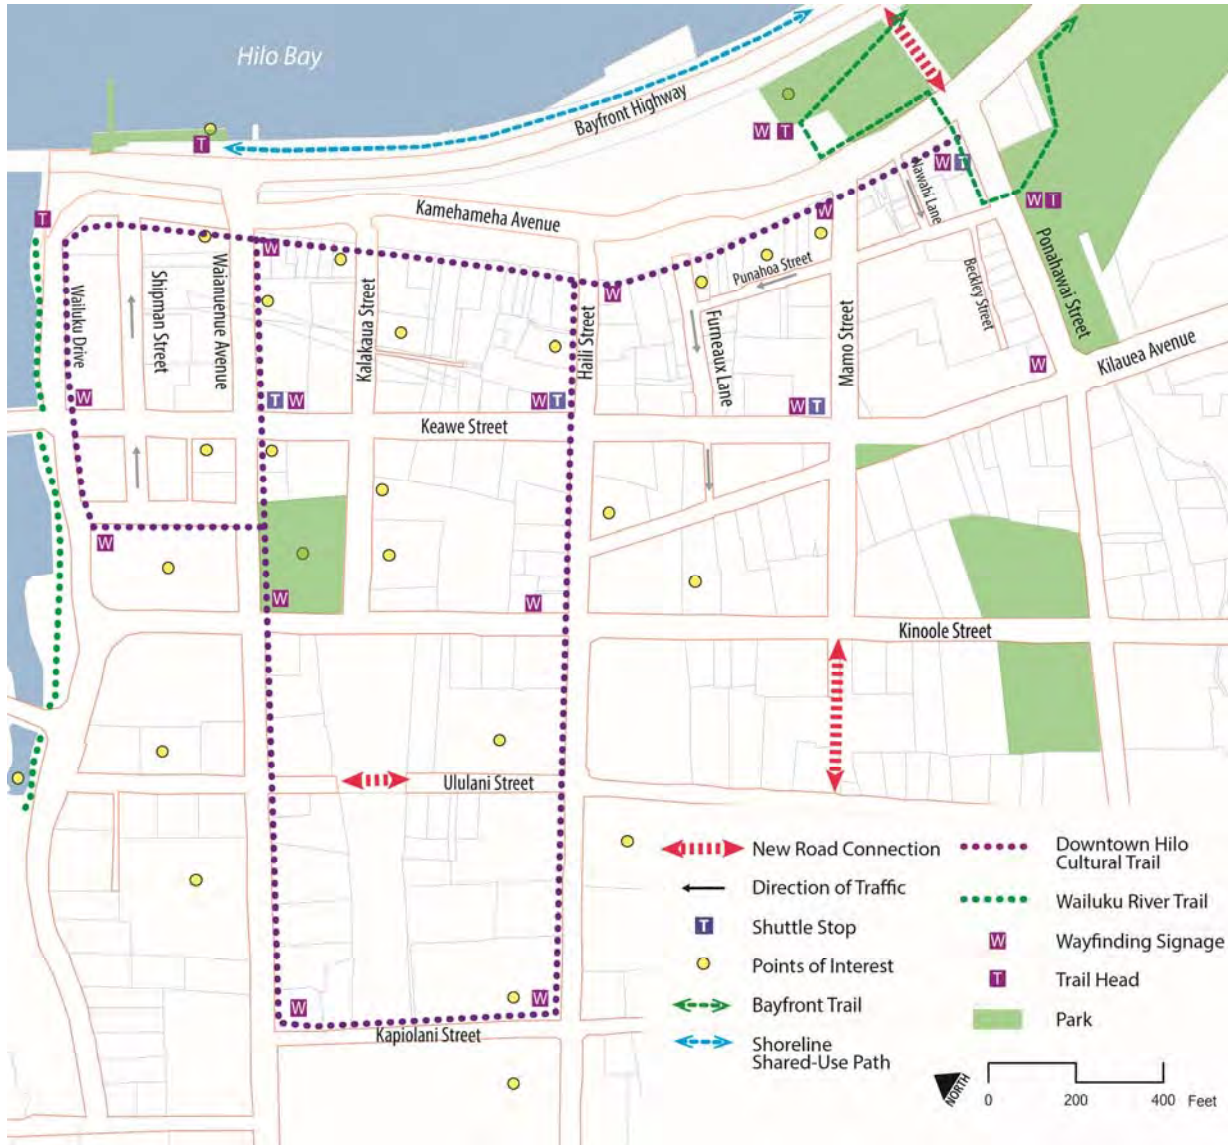 Hilo Bay
Bayfront Highway
T
W T
W T
Nawahi Lane
T
Kamehameha Avenue
W
W T
W
Punahoa Street
Ponahawai Street
Wailuku Drive
Shipman Street
Waianuenue Avenue
Kalakaua Street
Haili Street
W
Furneaux Lane
Mamo Street
Beckley Street
Kilauea Avenue
W
W
T W
W T
W T
Keawe Street
W
W
W
Kinoole Street
Ululani Street
W
W
Kapiolani Street
New Road Connection
Direction of Traffic
T Shuttle Stop
Points of Interest
Bayfront Trail
Shoreline
Shared-Use Path
Downtown Hilo
Cultural Trail
Wailuku River Trail
W Wayfinding Signage
T Trail Head
Park
NORTH
0 200 400 Feet